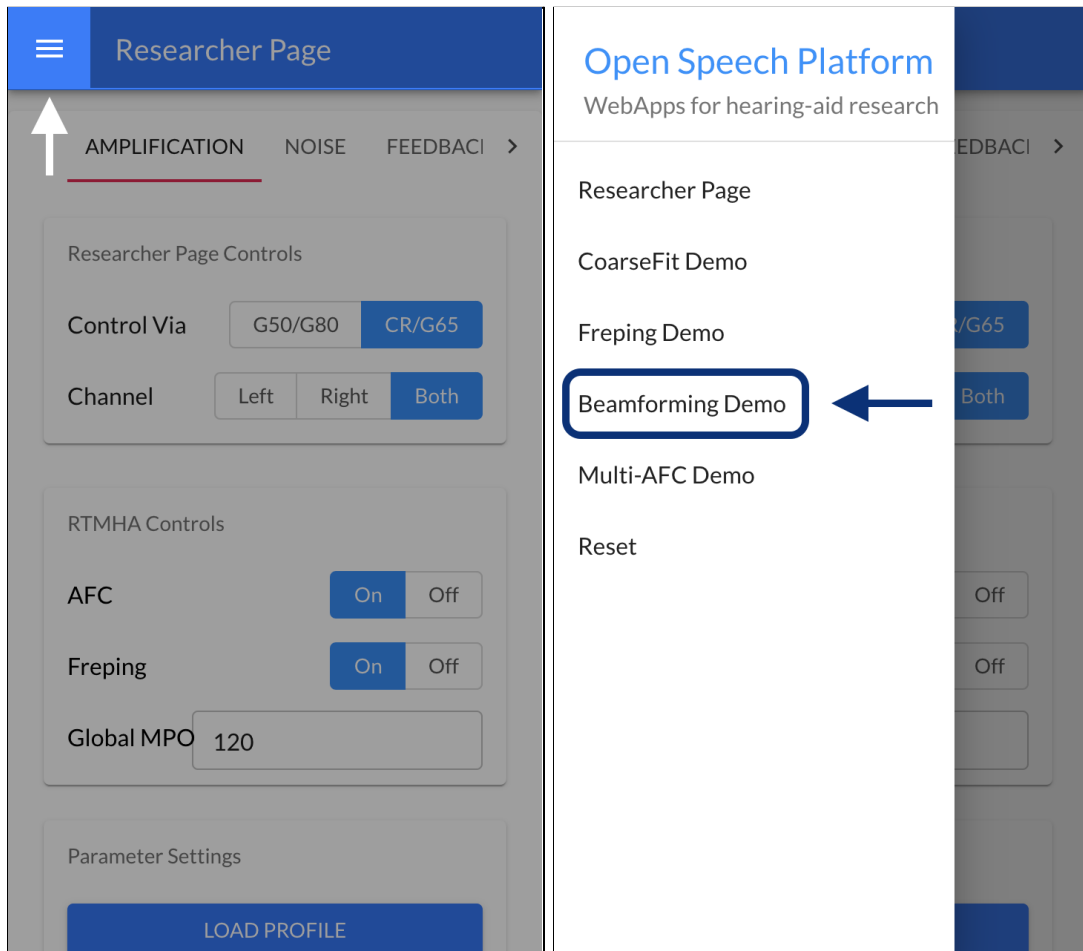 Researcher Page
AMPLIFICATION NOISE FEEDBACK
Researcher Page Controls
Control Via G50/G80 CR/G65
Channel Left Right Both
RTMHA Controls
AFC On Off
Freping On Off
Global MPO 120
Parameter Settings
LOAD PROFILE
Open Speech Platform
WebApps for hearing-aid research
Researcher Page
CoarseFit Demo
Freping Demo
Beamforming Demo
Multi-AFC Demo
Reset
EDBACK
/G65
Both
Off
Off